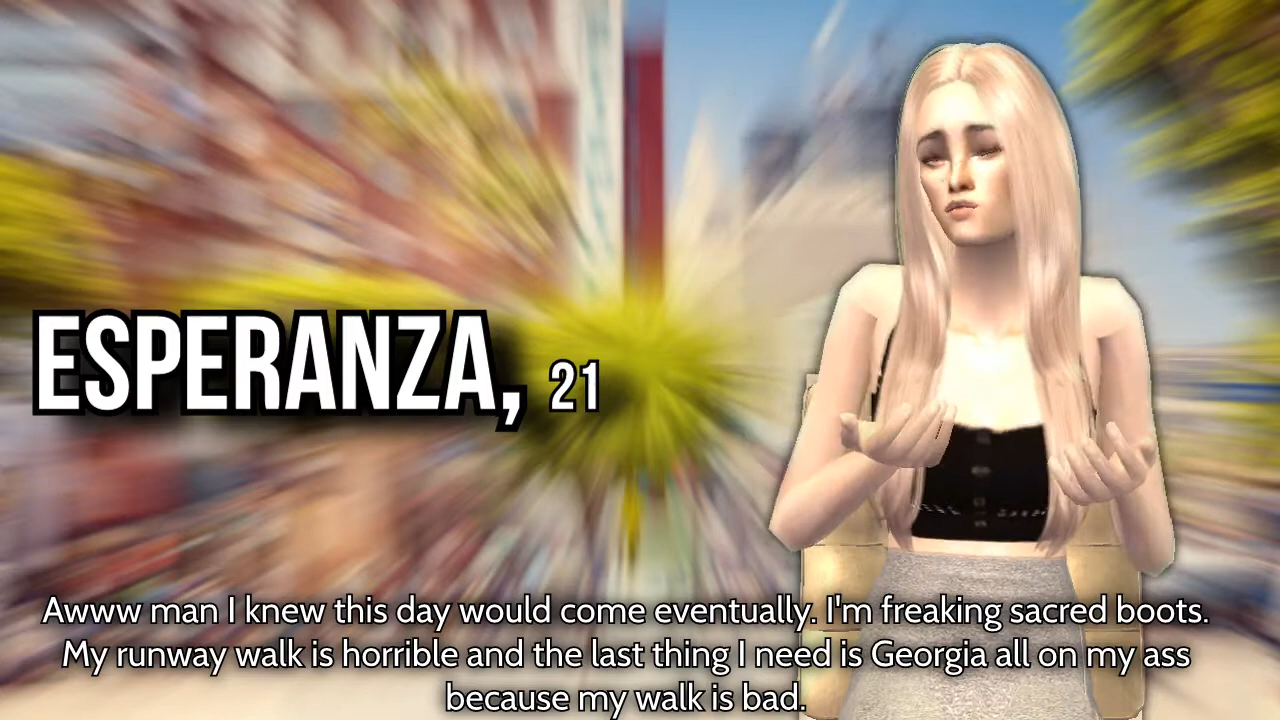 ESPERANZA, 21
Awww man I knew this day would come eventually. I'm freaking sacred boots.
My runway walk is horrible and the last thing I need is Georgia all on my ass
because my walk is bad.